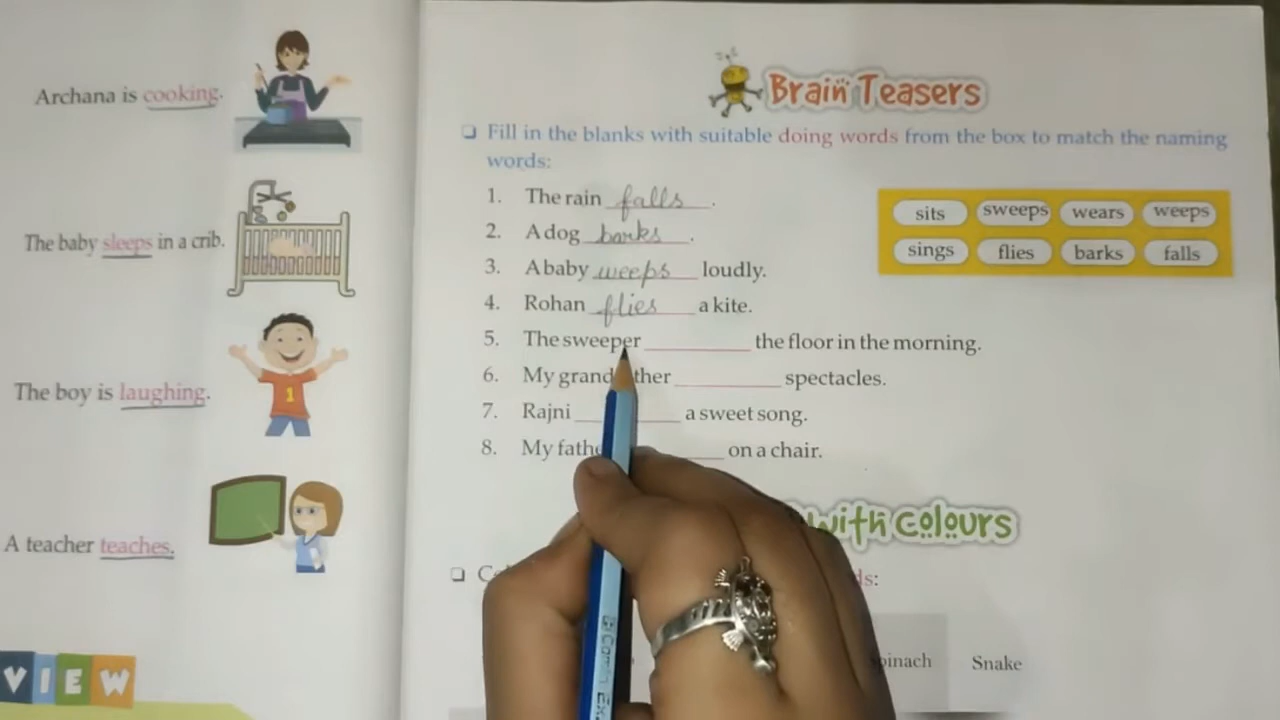 Archana is cooking.
The baby sleeps in a crib.
The boy is laughing.
1
A teacher teaches.
VIEW
Brain Teasers
Fill in the blanks with suitable doing words from the box to match the naming
words:
1. The rain falls.
2. A dog barks.
3. A baby weeps loudly.
4. Rohan flies a kite.
5. The sweeper the floor in the morning.
6. My grand ther spectacles.
7. Rajni a sweet song.
8. My fathe on a chair.
sits sweeps wears weeps
sings flies barks falls
with colours
Snake